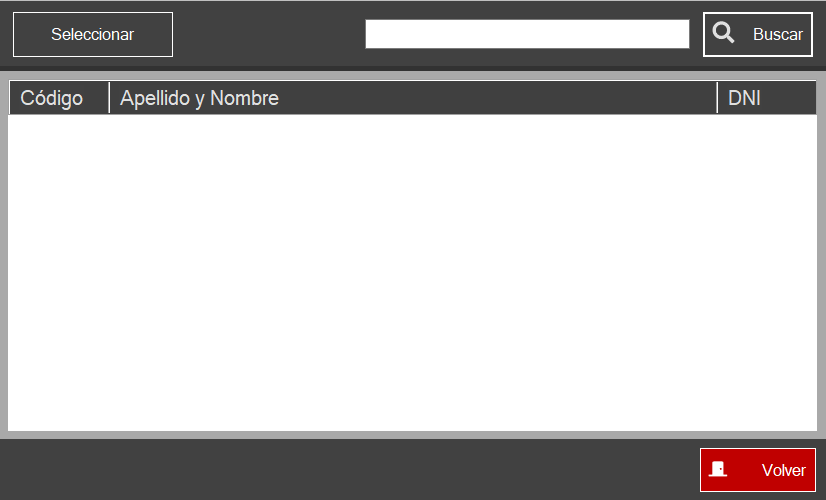 Seleccionar
Buscar
Código Apellido y Nombre DNI
Volver